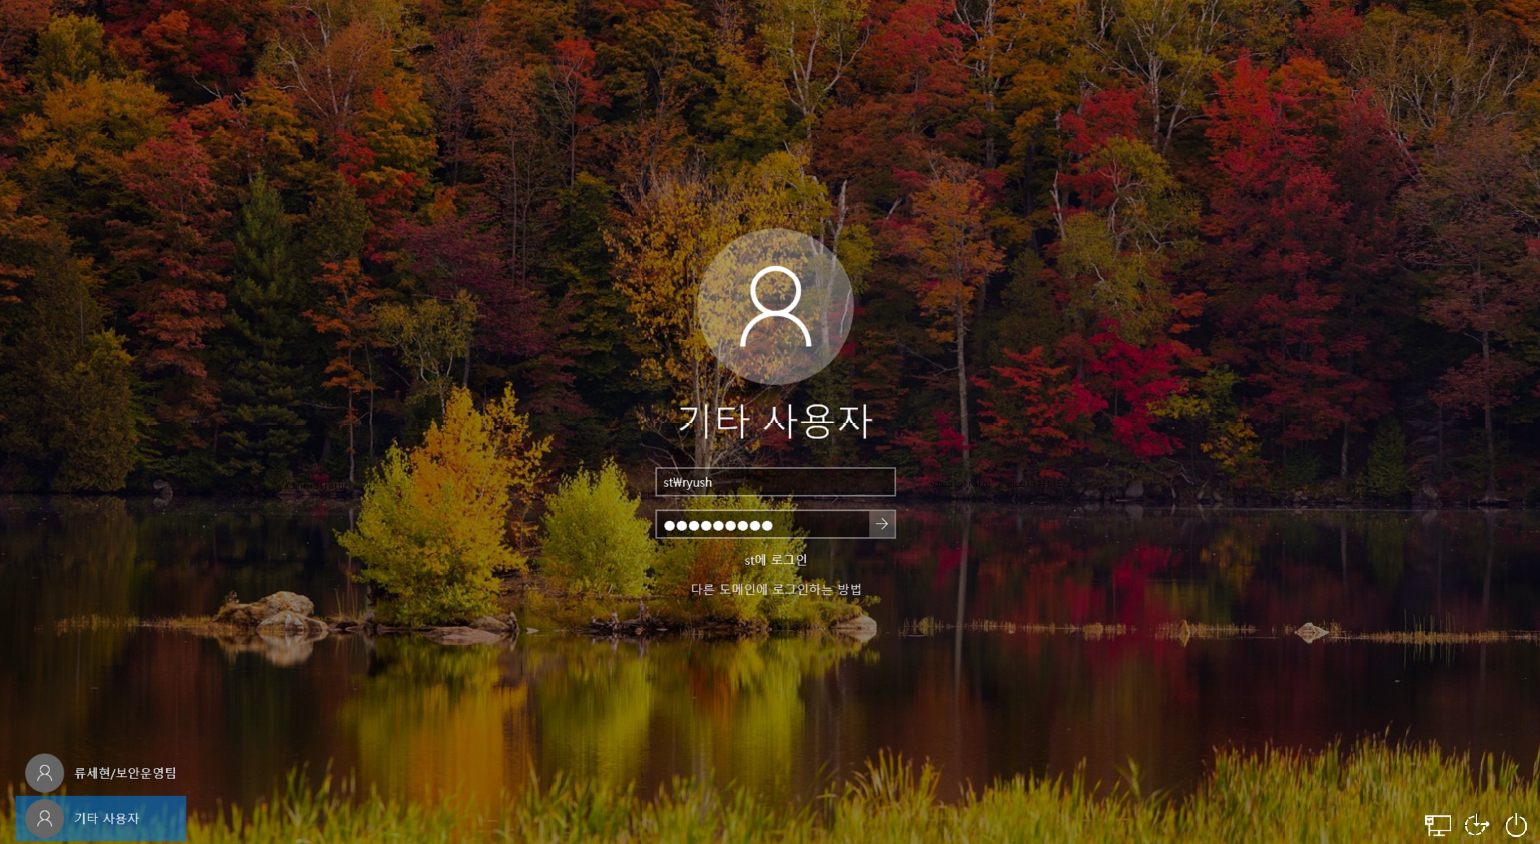 기타 사용자
st₩ryush
st에 로그인
다른 도메인에 로그인하는 방법
류세현/보안운영팀
기타 사용자